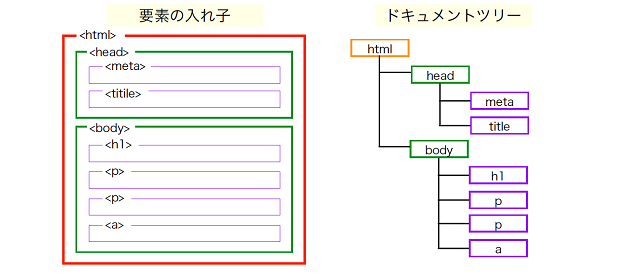 要素の入れ子
<html>
<head>
<meta>
<titile>
<body>
<h1>
<p>
<p>
<a>
ドキュメントツリー
html
head
meta
title
body
h1
p
p
a